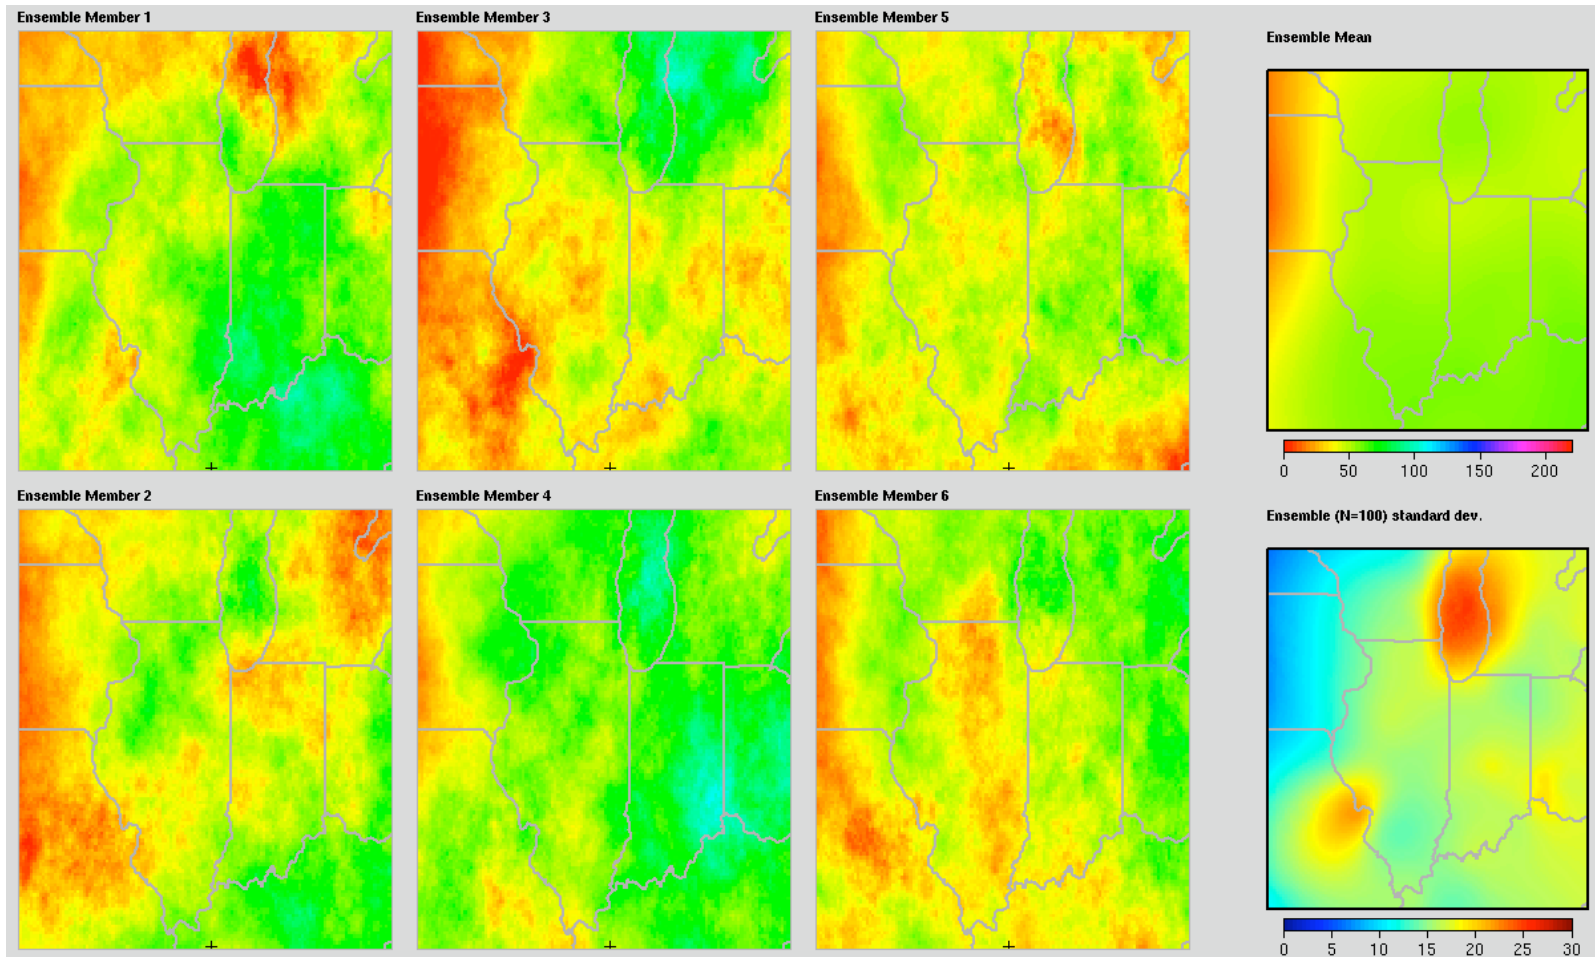 Ensemble Member 1
Ensemble Member 3
Ensemble Member 5
Ensemble Mean
0 50 100 150 200
Ensemble Member 2
Ensemble Member 4
Ensemble Member 6
Ensemble (N=100) standard dev.
0 5 10 15 20 25 30